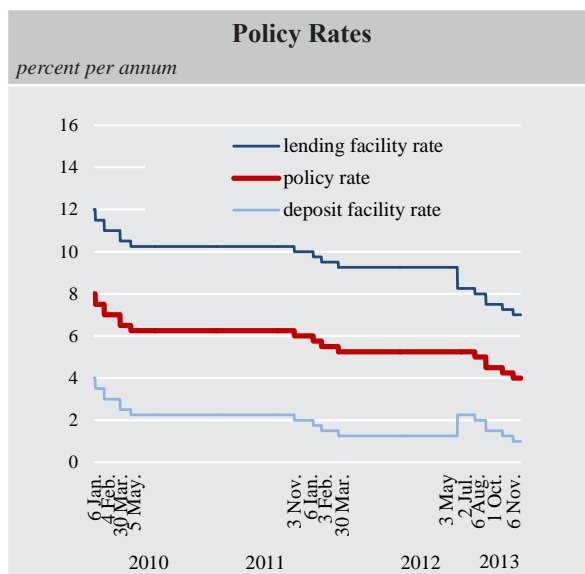 Policy Rates
percent per annum
16
14
12
10
8
6
4
2
0
lending facility rate
policy rate
deposit facility rate
6 Jan.
4 Feb.
30 Mar.
5 May.
3 Nov.
6 Jan.
3 Feb.
30 Mar.
3 May
2 Jul.
6 Aug.
1 Oct.
6 Nov.
2010
2011
2012
2013